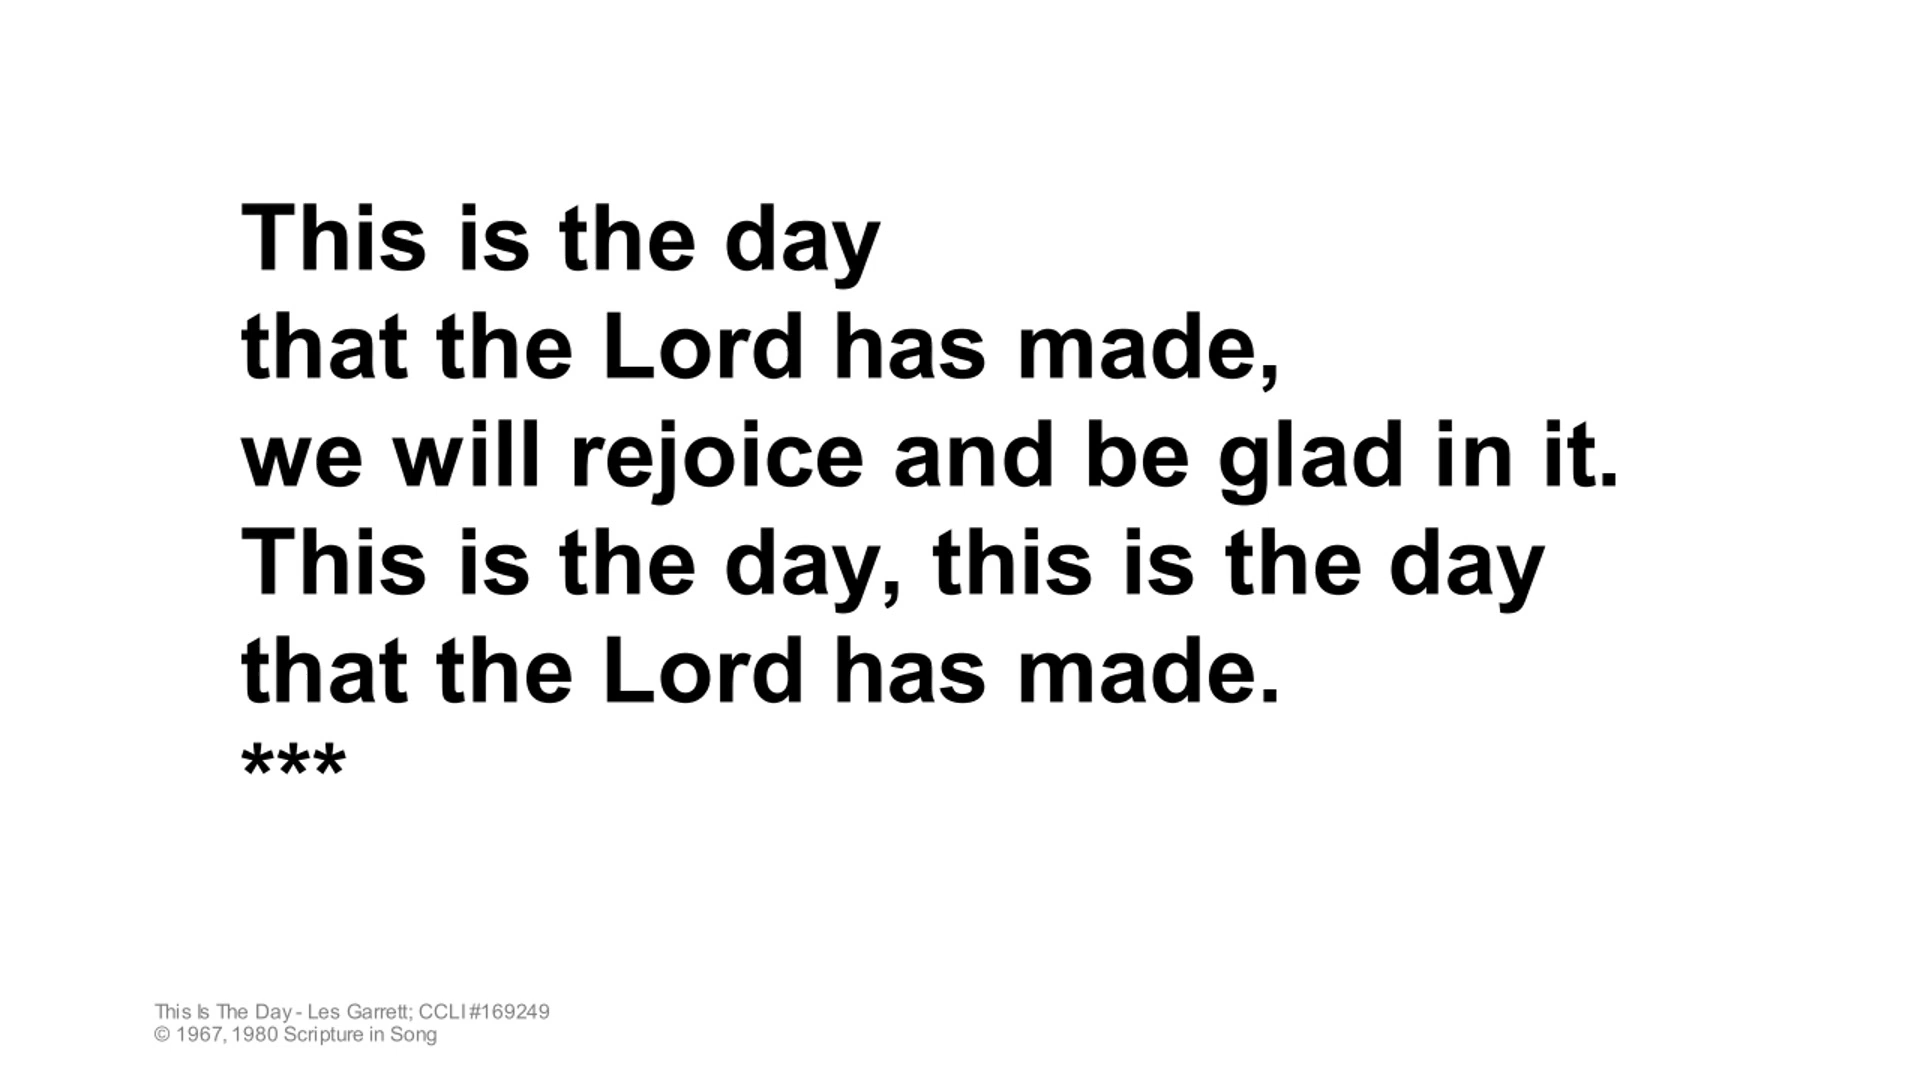 This is the day
that the Lord has made,
we will rejoice and be glad in it.
This is the day, this is the day
that the Lord has made.
***
This Is The Day - Les Garrett; CCLI #169249
© 1967, 1980 Scripture in Song